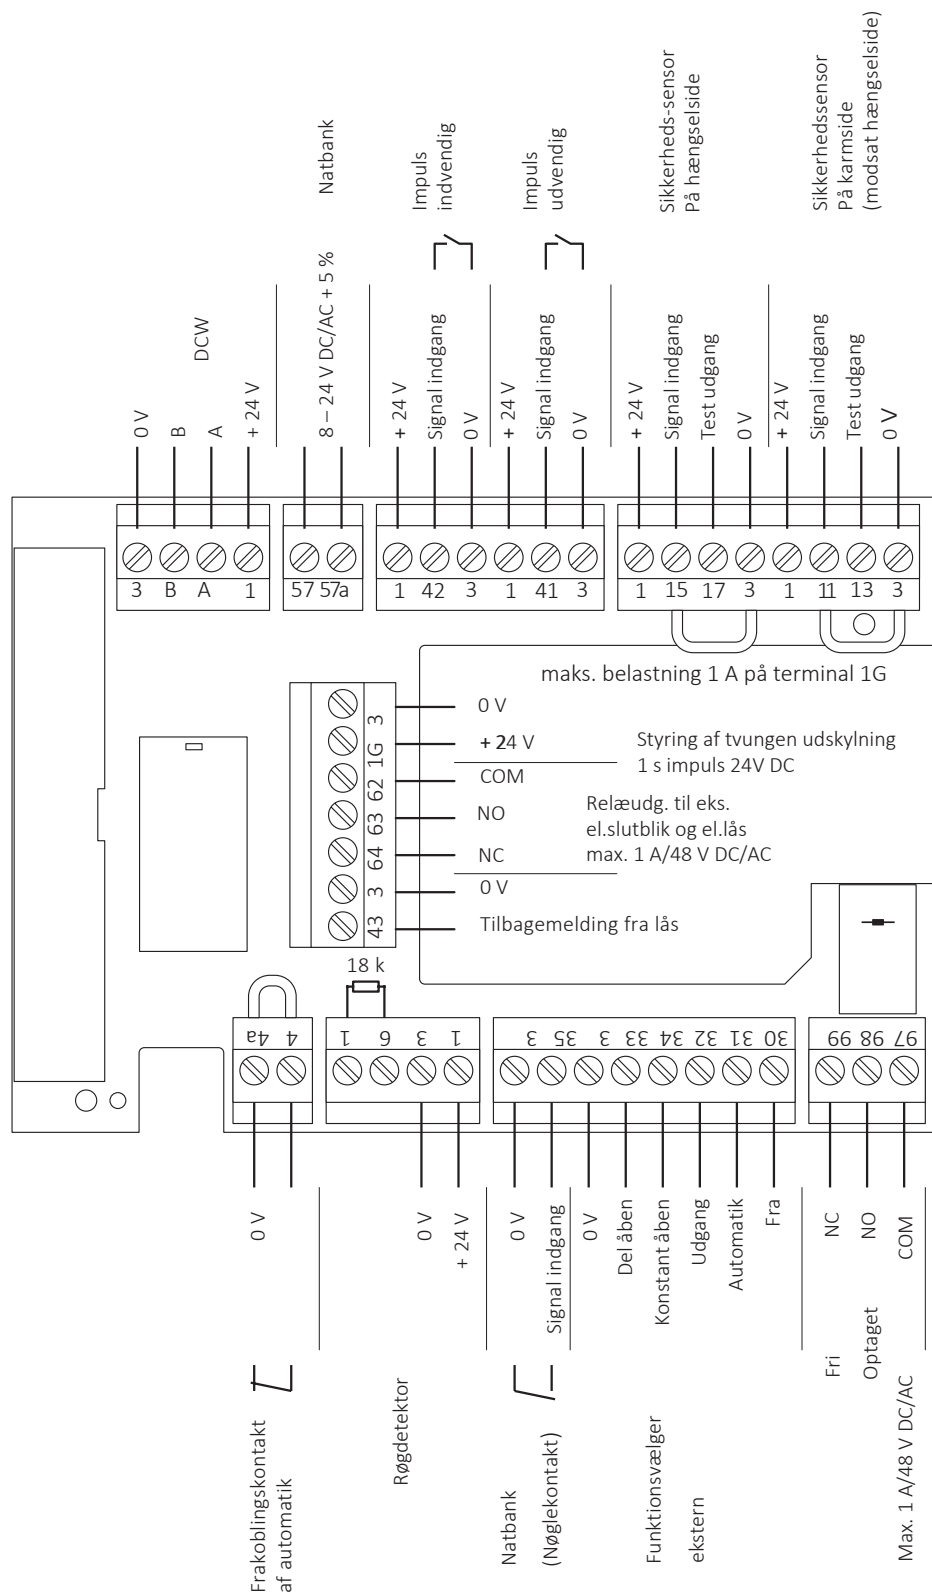 Natbank
Impuls
indvendig
Impuls
udvendig
Sikkerheds-sensor
På hængselside
Sikkerhedssensor
På karmside
(modsat hængselside)
DCW
0 V
B
A
+ 24 V
8 – 24 V DC/AC + 5 %
+ 24 V
Signal indgang
0 V
+ 24 V
Signal indgang
0 V
+ 24 V
Signal indgang
Test udgang
0 V
+ 24 V
Signal indgang
Test udgang
0 V
3 B A 1
57 57a
1 42 3 1 41 3
1 15 17 3 1 11 13 3
maks. belastning 1 A på terminal 1G
3 0 V
1G + 24 V
Styring af tvungen udskylning
1 s impuls 24V DC
62 COM
63 NO
64 NC
Relæudg. til eks.
el.slutblik og el.lås
max. 1 A/48 V DC/AC
3 0 V
43 Tilbagemelding fra lås
18 k
4a 4
1 6 3 1
3 35 3 33 34 32 31 30
99 98 97
0 V
0 V
+ 24 V
0 V
Signal indgang
0 V
Del åben
Konstant åben
Udgang
Automatik
Fra
NC
NO
COM
Fri
Optaget
Max. 1 A/48 V DC/AC
Frakoblingskontakt
af automatik
Røgdetektor
Natbank
(Nøglekontakt)
Funktionsvælger
ekstern